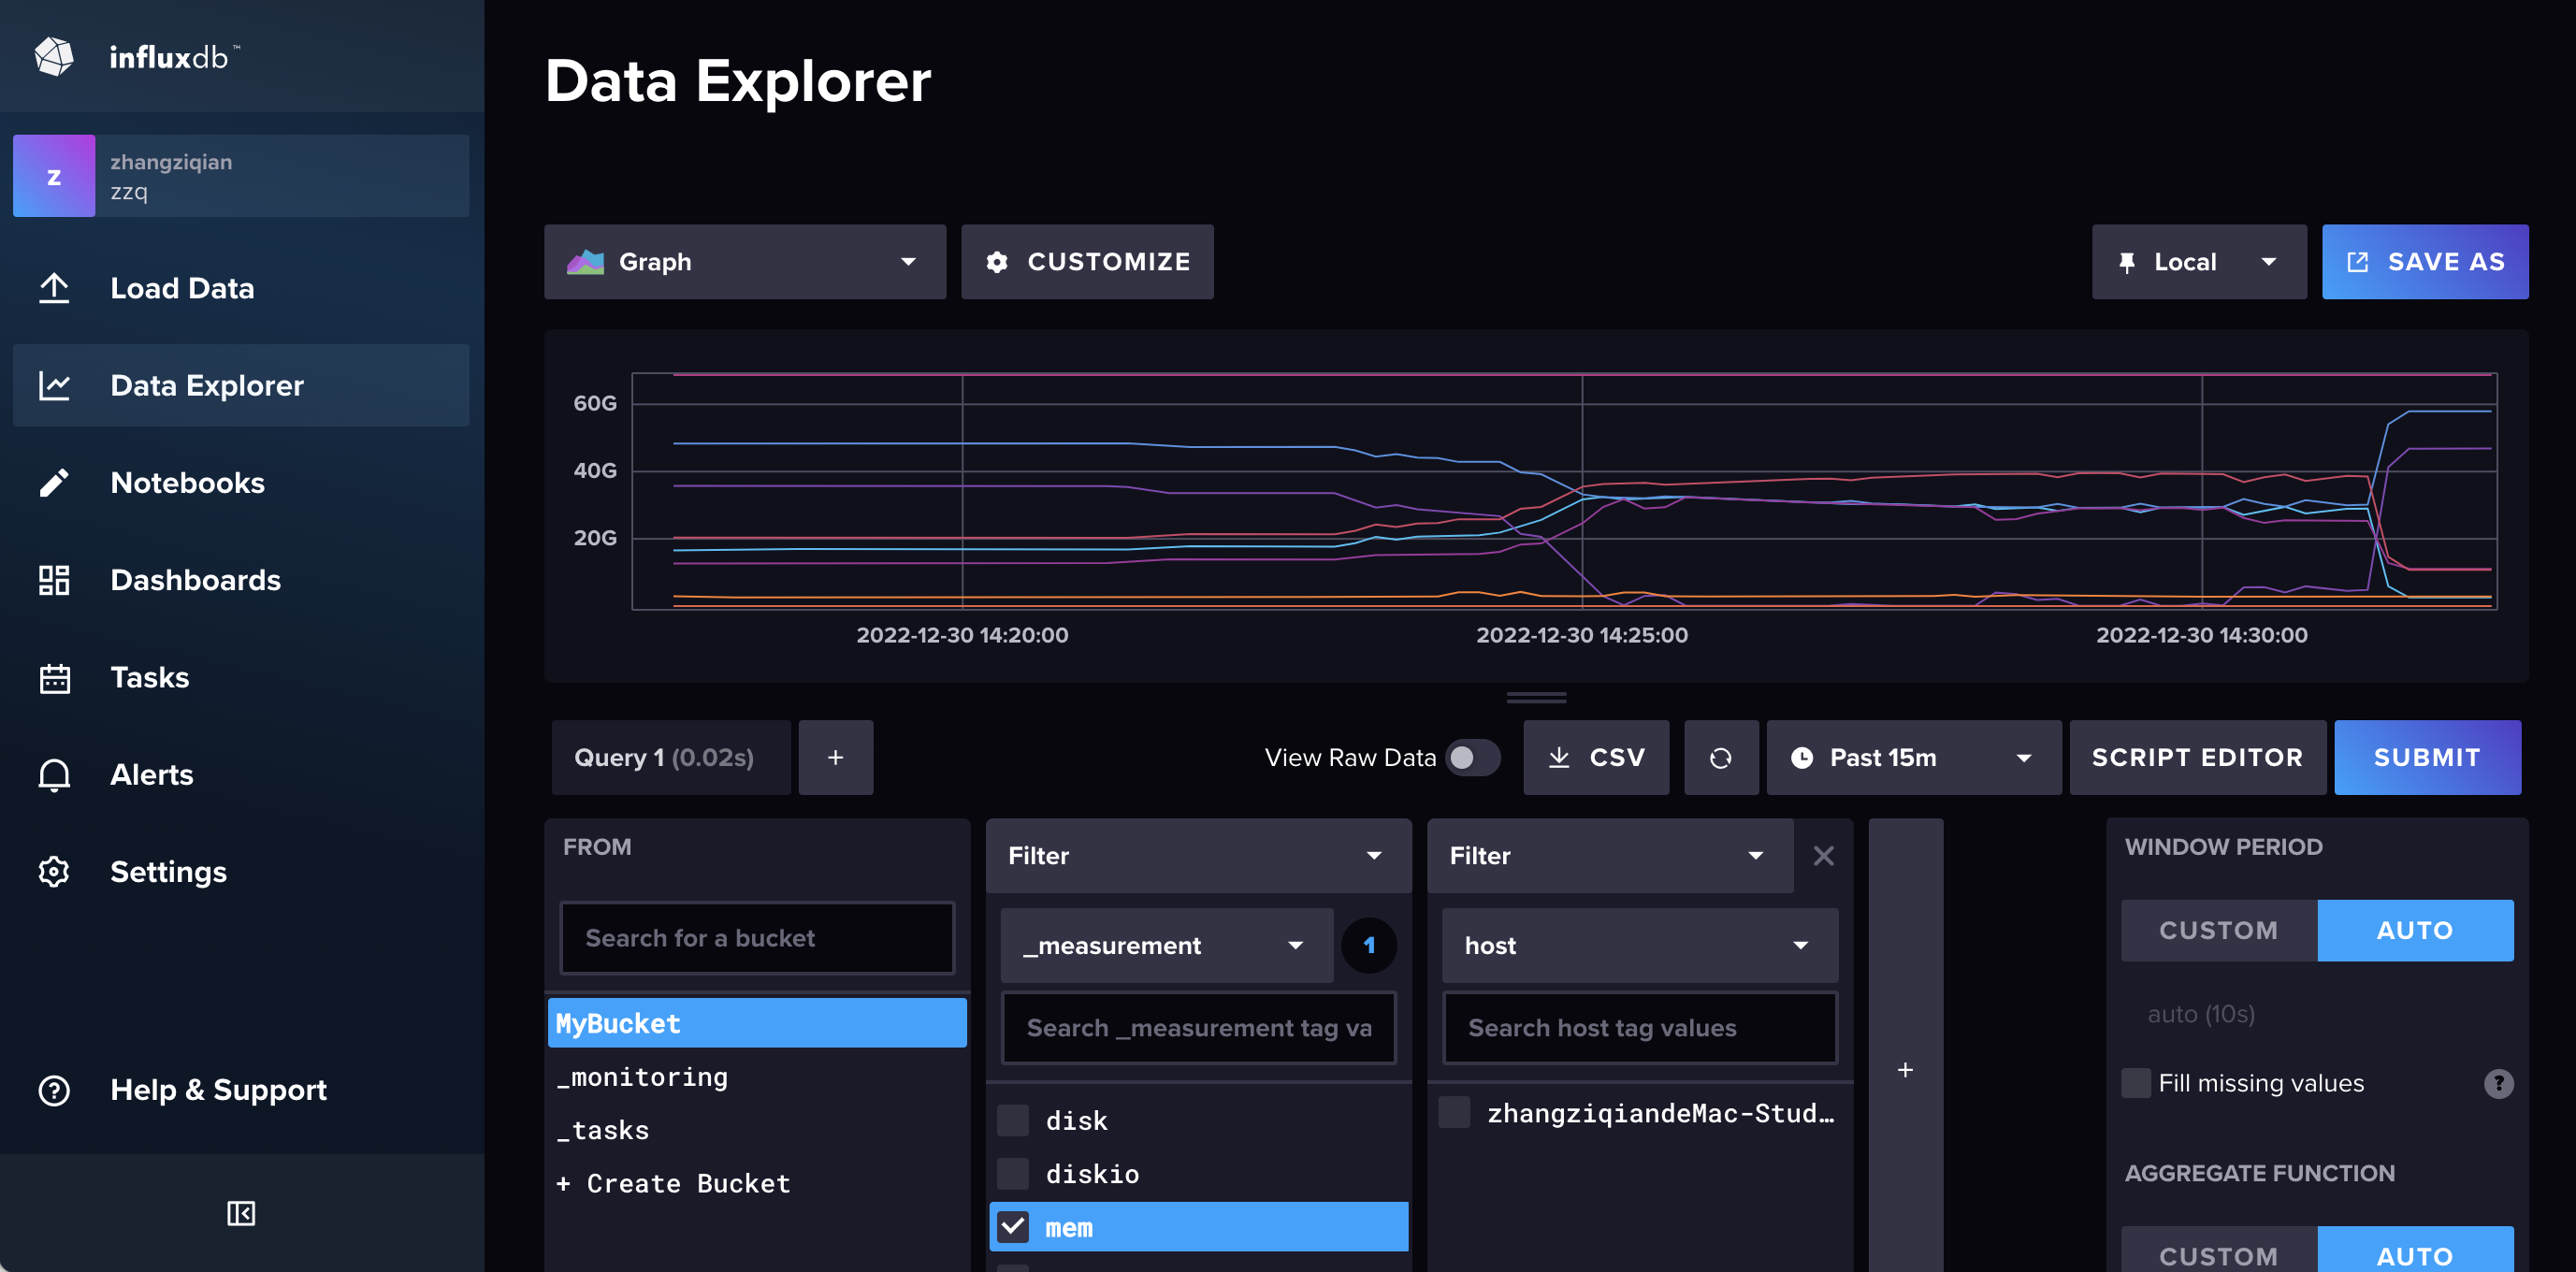 influxdb™
z
zhangziqian
zzq
Load Data
Data Explorer
Notebooks
Dashboards
Tasks
Alerts
Settings
Help & Support
Data Explorer
Graph
CUSTOMIZE
Local
SAVE AS
60G
40G
20G
2022-12-30 14:20:00
2022-12-30 14:25:00
2022-12-30 14:30:00
Query 1 (0.02s)
+
View Raw Data
CSV
Past 15m
SCRIPT EDITOR
SUBMIT
FROM
Search for a bucket
MyBucket
_monitoring
_tasks
+ Create Bucket
Filter
_measurement
1
Search _measurement tag va
disk
diskio
mem
Filter
host
Search host tag values
zhangziqiandeMac-Stud…
+
WINDOW PERIOD
CUSTOM
AUTO
auto (10s)
Fill missing values
?
AGGREGATE FUNCTION
CUSTOM
AUTO